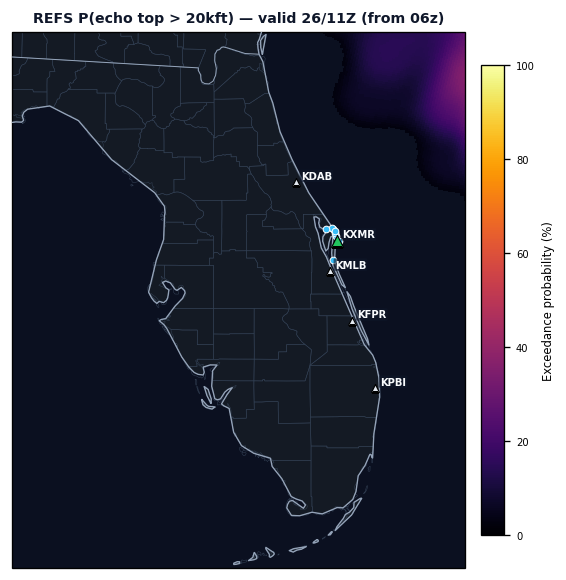 REFS P(echo top > 20kft) — valid 26/11Z (from 06z)
KDAB
KXMR
KMLB
KFPR
KPBI
100
80
60
40
20
0
Exceedance probability (%)